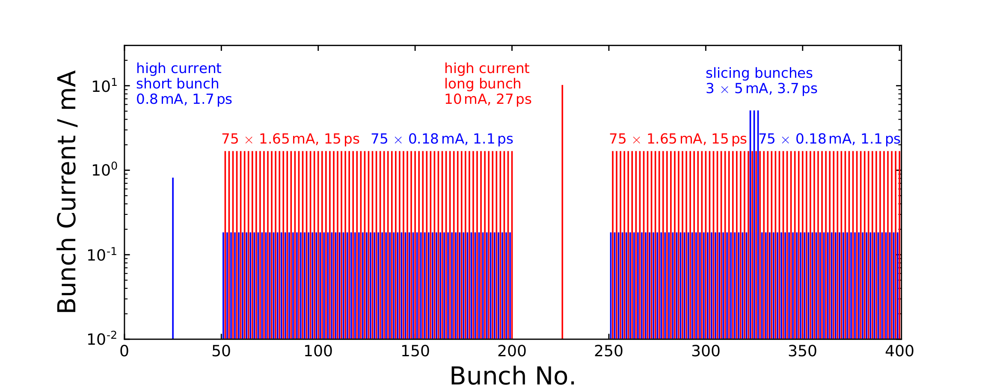 high current
short bunch
0.8 mA, 1.7 ps
high current
long bunch
10 mA, 27 ps
slicing bunches
3 × 5 mA, 3.7 ps
75 × 1.65 mA, 15 ps
75 × 0.18 mA, 1.1 ps
75 × 1.65 mA, 15 ps
75 × 0.18 mA, 1.1 ps
Bunch Current / mA
10¹
10⁰
10⁻¹
10⁻²
0 50 100 150 200 250 300 350 400
Bunch No.